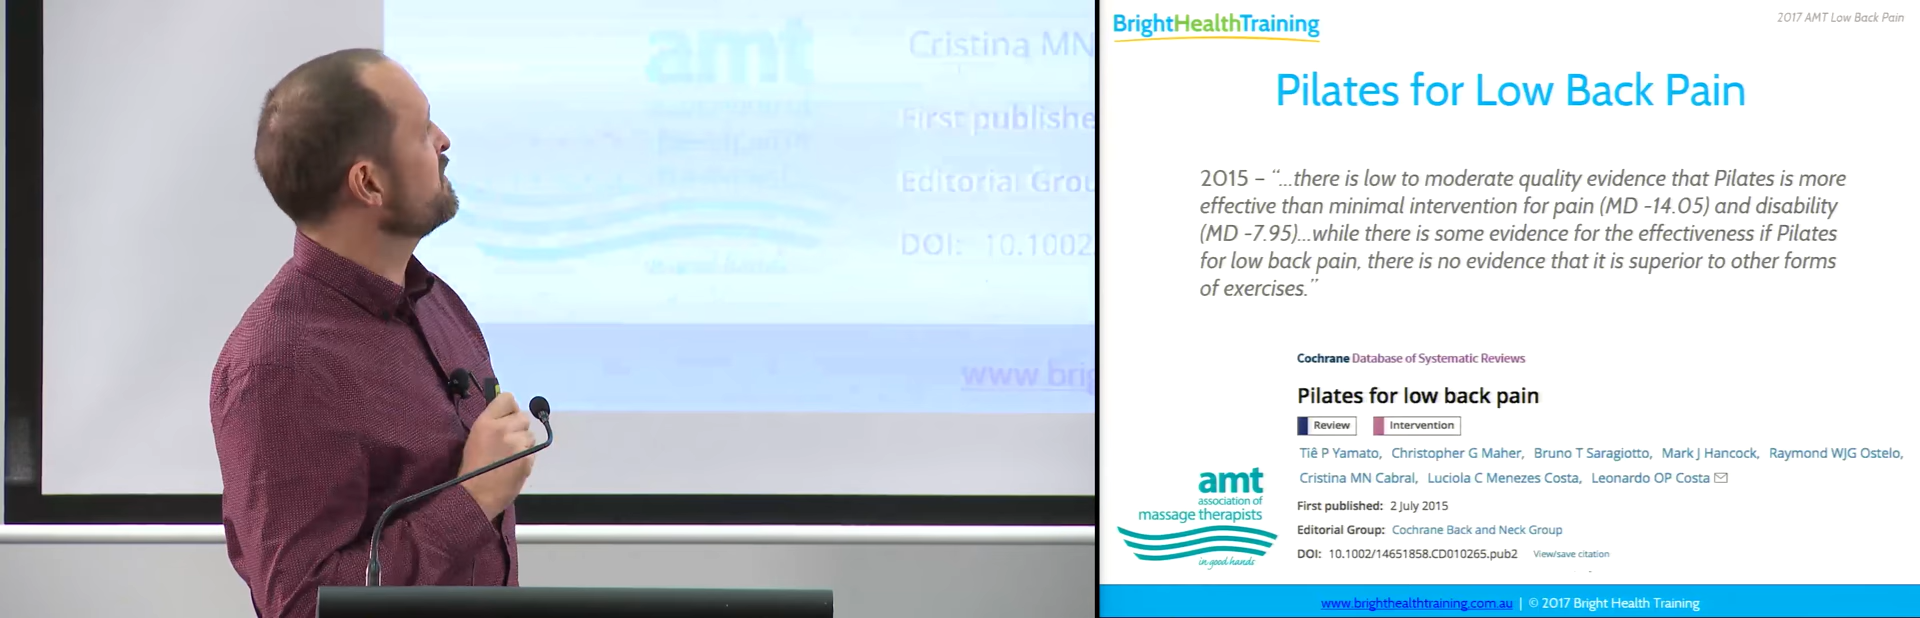 amt
Cristina MN
First publishe
Editorial Grou
DOI: 10.1002
www.brig
BrightHealthTraining
2017 AMT Low Back Pain
Pilates for Low Back Pain
2015 – “...there is low to moderate quality evidence that Pilates is more
effective than minimal intervention for pain (MD -14.05) and disability
(MD -7.95)...while there is some evidence for the effectiveness if Pilates
for low back pain, there is no evidence that it is superior to other forms
of exercises.”
Cochrane Database of Systematic Reviews
Pilates for low back pain
Review Intervention
Tiê P Yamato, Christopher G Maher, Bruno T Saragiotto, Mark J Hancock, Raymond WJG Ostelo,
Cristina MN Cabral, Luciola C Menezes Costa, Leonardo OP Costa
First published: 2 July 2015
Editorial Group: Cochrane Back and Neck Group
DOI: 10.1002/14651858.CD010265.pub2 View/save citation
amt
association of
massage therapists
in good hands
www.brighthealthtraining.com.au | © 2017 Bright Health Training